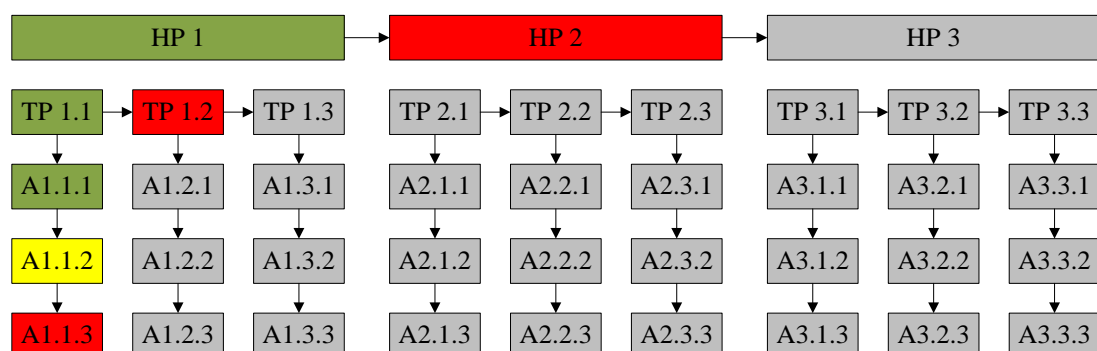 HP 1 HP 2 HP 3
TP 1.1 TP 1.2 TP 1.3 TP 2.1 TP 2.2 TP 2.3 TP 3.1 TP 3.2 TP 3.3
A1.1.1 A1.2.1 A1.3.1 A2.1.1 A2.2.1 A2.3.1 A3.1.1 A3.2.1 A3.3.1
A1.1.2 A1.2.2 A1.3.2 A2.1.2 A2.2.2 A2.3.2 A3.1.2 A3.2.2 A3.3.2
A1.1.3 A1.2.3 A1.3.3 A2.1.3 A2.2.3 A2.3.3 A3.1.3 A3.2.3 A3.3.3